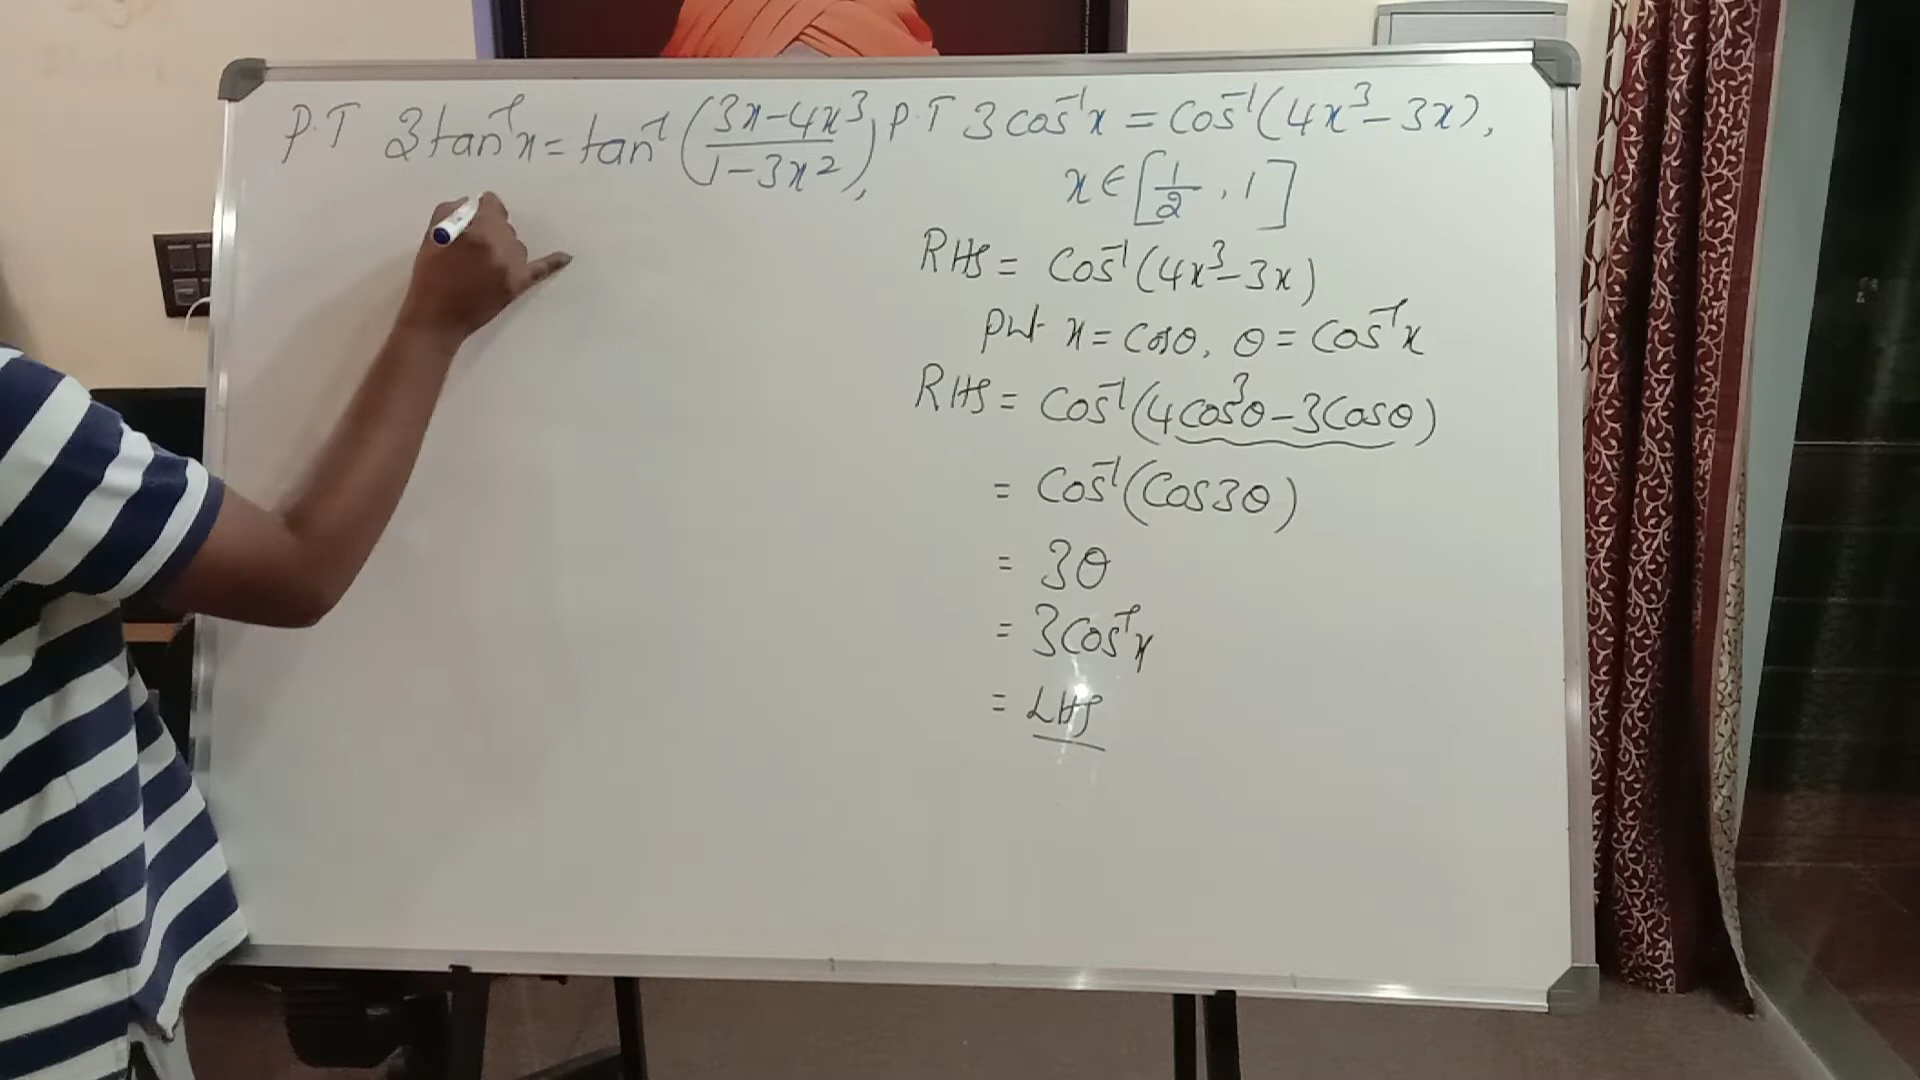 P.T 3tan⁻¹x = tan⁻¹(3x-4x³/1-3x²),
P.T 3cos⁻¹x = cos⁻¹(4x³-3x),
x∈[1/2, 1]
RHS = cos⁻¹(4x³-3x)
put x = cosθ, θ = cos⁻¹x
RHS = cos⁻¹(4cos³θ-3cosθ)
= cos⁻¹(cos3θ)
= 3θ
= 3cos⁻¹x
= LHS